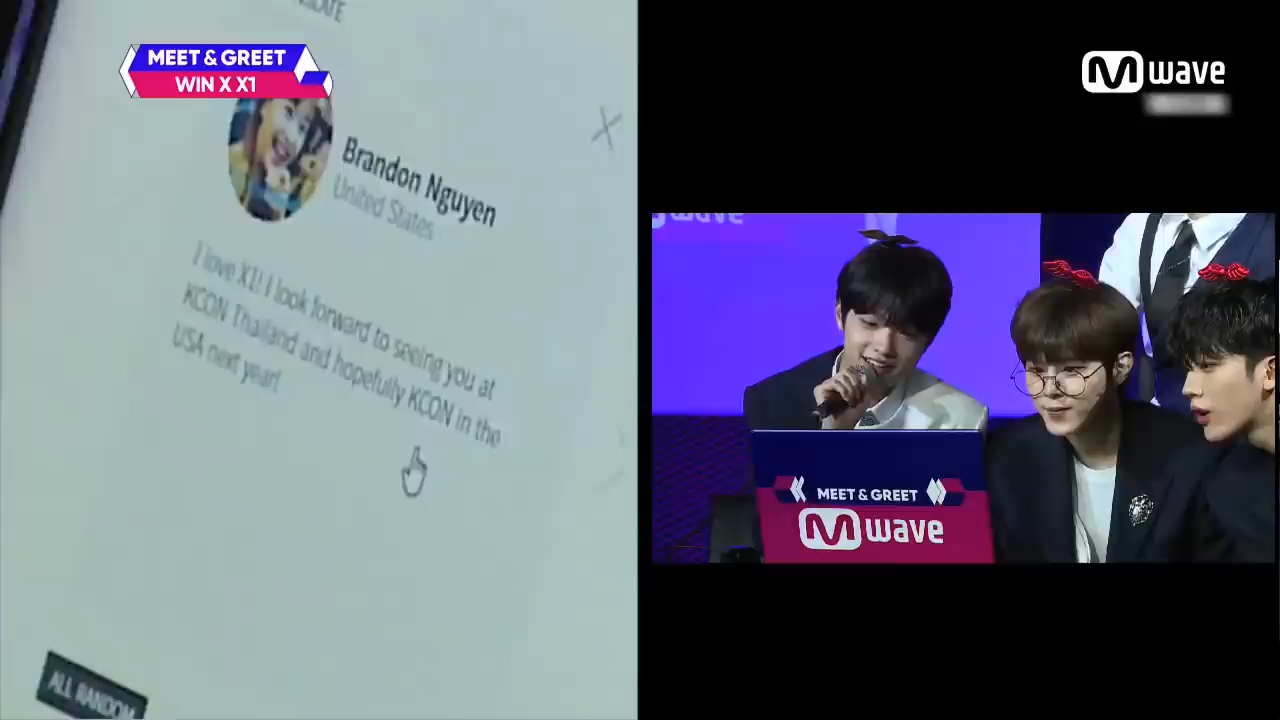 MEET & GREET
WIN X X1
Brandon Nguyen
United States
I love X1! I look forward to seeing you at
KCON Thailand and hopefully KCON in the
USA next year!
ALL RANDOM
M wave
wave
MEET & GREET
M wave